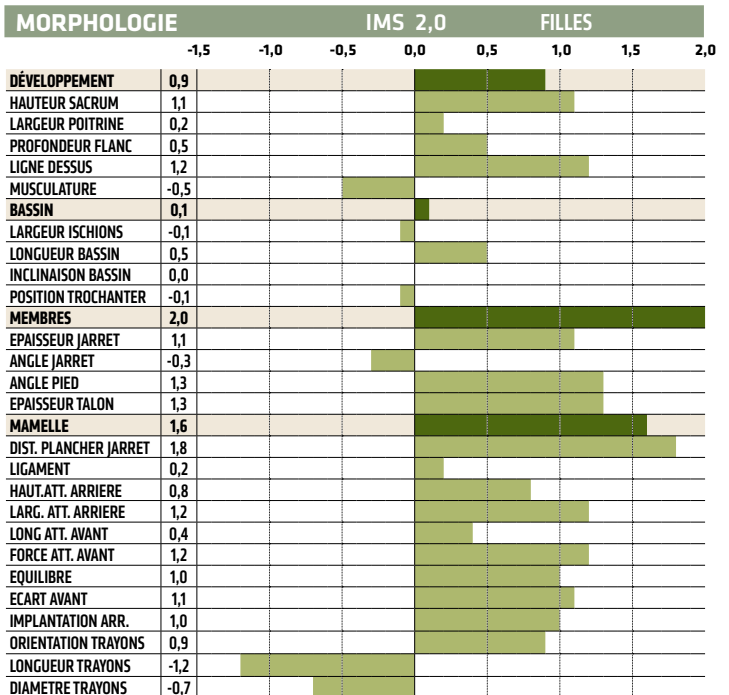 MORPHOLOGIE IMS 2,0 FILLES
-1,5 -1,0 -0,5 0,0 0,5 1,0 1,5 2,0
DÉVELOPPEMENT 0,9
HAUTEUR SACRUM 1,1
LARGEUR POITRINE 0,2
PROFONDEUR FLANC 0,5
LIGNE DESSUS 1,2
MUSCULATURE -0,5
BASSIN 0,1
LARGEUR ISCHIONS -0,1
LONGUEUR BASSIN 0,5
INCLINAISON BASSIN 0,0
POSITION TROCHANTER -0,1
MEMBRES 2,0
EPAISSEUR JARRET 1,1
ANGLE JARRET -0,3
ANGLE PIED 1,3
EPAISSEUR TALON 1,3
MAMELLE 1,6
DIST. PLANCHER JARRET 1,8
LIGAMENT 0,2
HAUT.ATT. ARRIERE 0,8
LARG. ATT. ARRIERE 1,2
LONG ATT. AVANT 0,4
FORCE ATT. AVANT 1,2
EQUILIBRE 1,0
ECART AVANT 1,1
IMPLANTATION ARR. 1,0
ORIENTATION TRAYONS 0,9
LONGUEUR TRAYONS -1,2
DIAMETRE TRAYONS -0,7